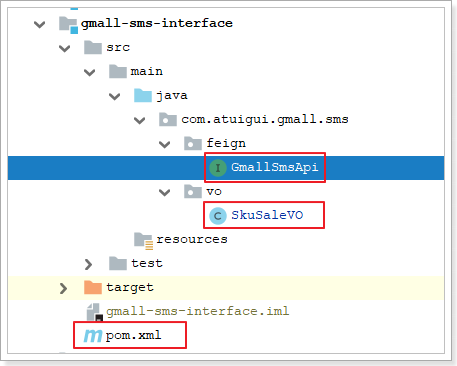 gmall-sms-interface
src
main
java
com.atuigui.gmall.sms
feign
I GmallSmsApi
vo
C SkuSaleVO
resources
test
target
gmall-sms-interface.iml
m pom.xml